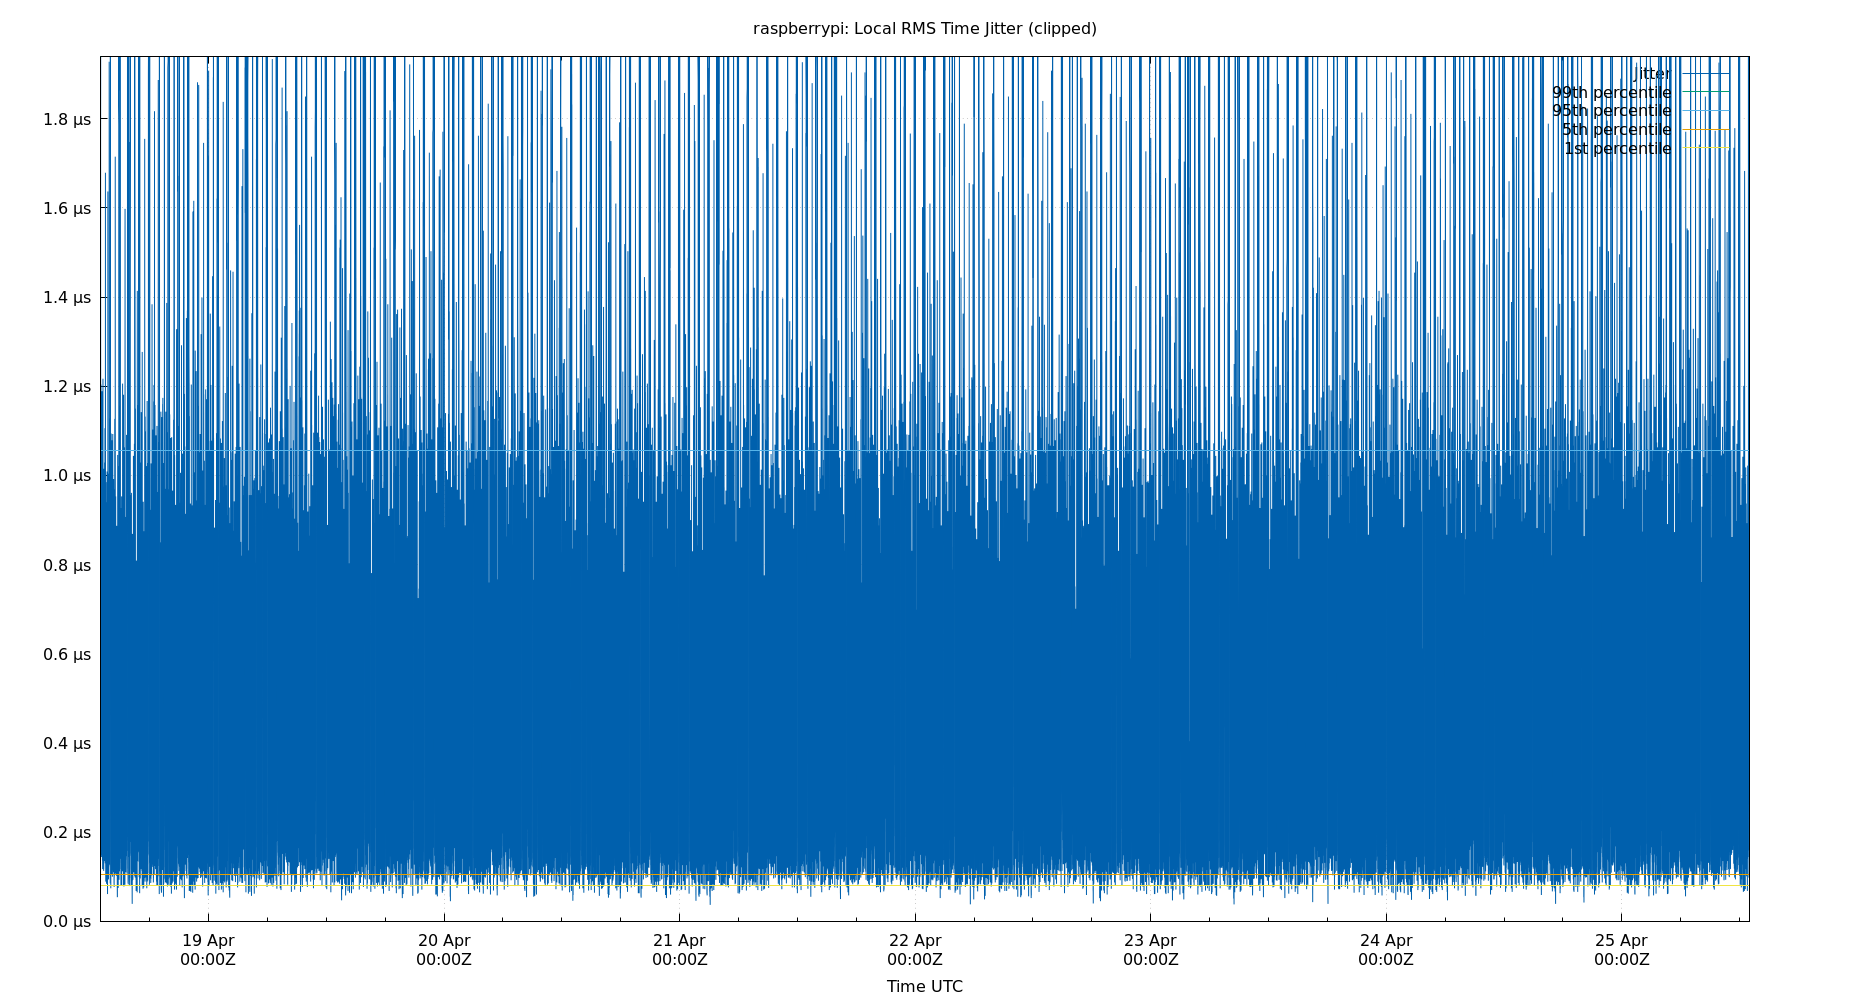 raspberrypi: Local RMS Time Jitter (clipped)
Jitter
99th percentile
95th percentile
5th percentile
1st percentile
1.8 µs
1.6 µs
1.4 µs
1.2 µs
1.0 µs
0.8 µs
0.6 µs
0.4 µs
0.2 µs
0.0 µs
19 Apr 20 Apr 21 Apr 22 Apr 23 Apr 24 Apr 25 Apr
00:00Z 00:00Z 00:00Z 00:00Z 00:00Z 00:00Z 00:00Z
Time UTC